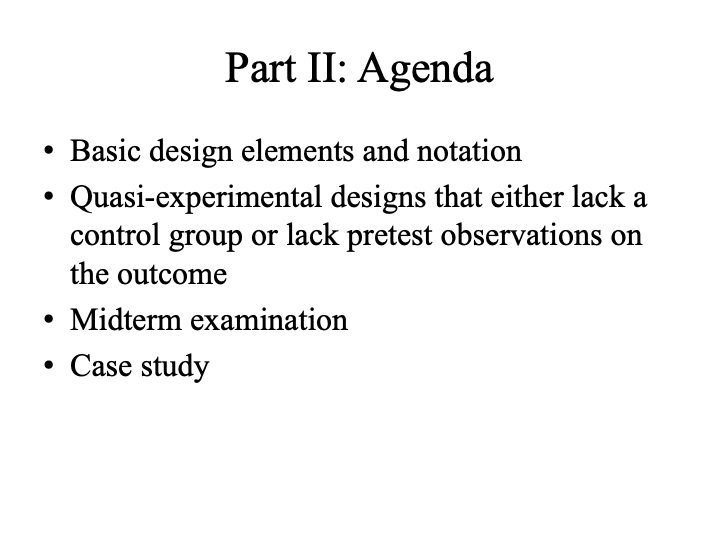 Part II: Agenda
• Basic design elements and notation
• Quasi-experimental designs that either lack a
control group or lack pretest observations on
the outcome
• Midterm examination
• Case study